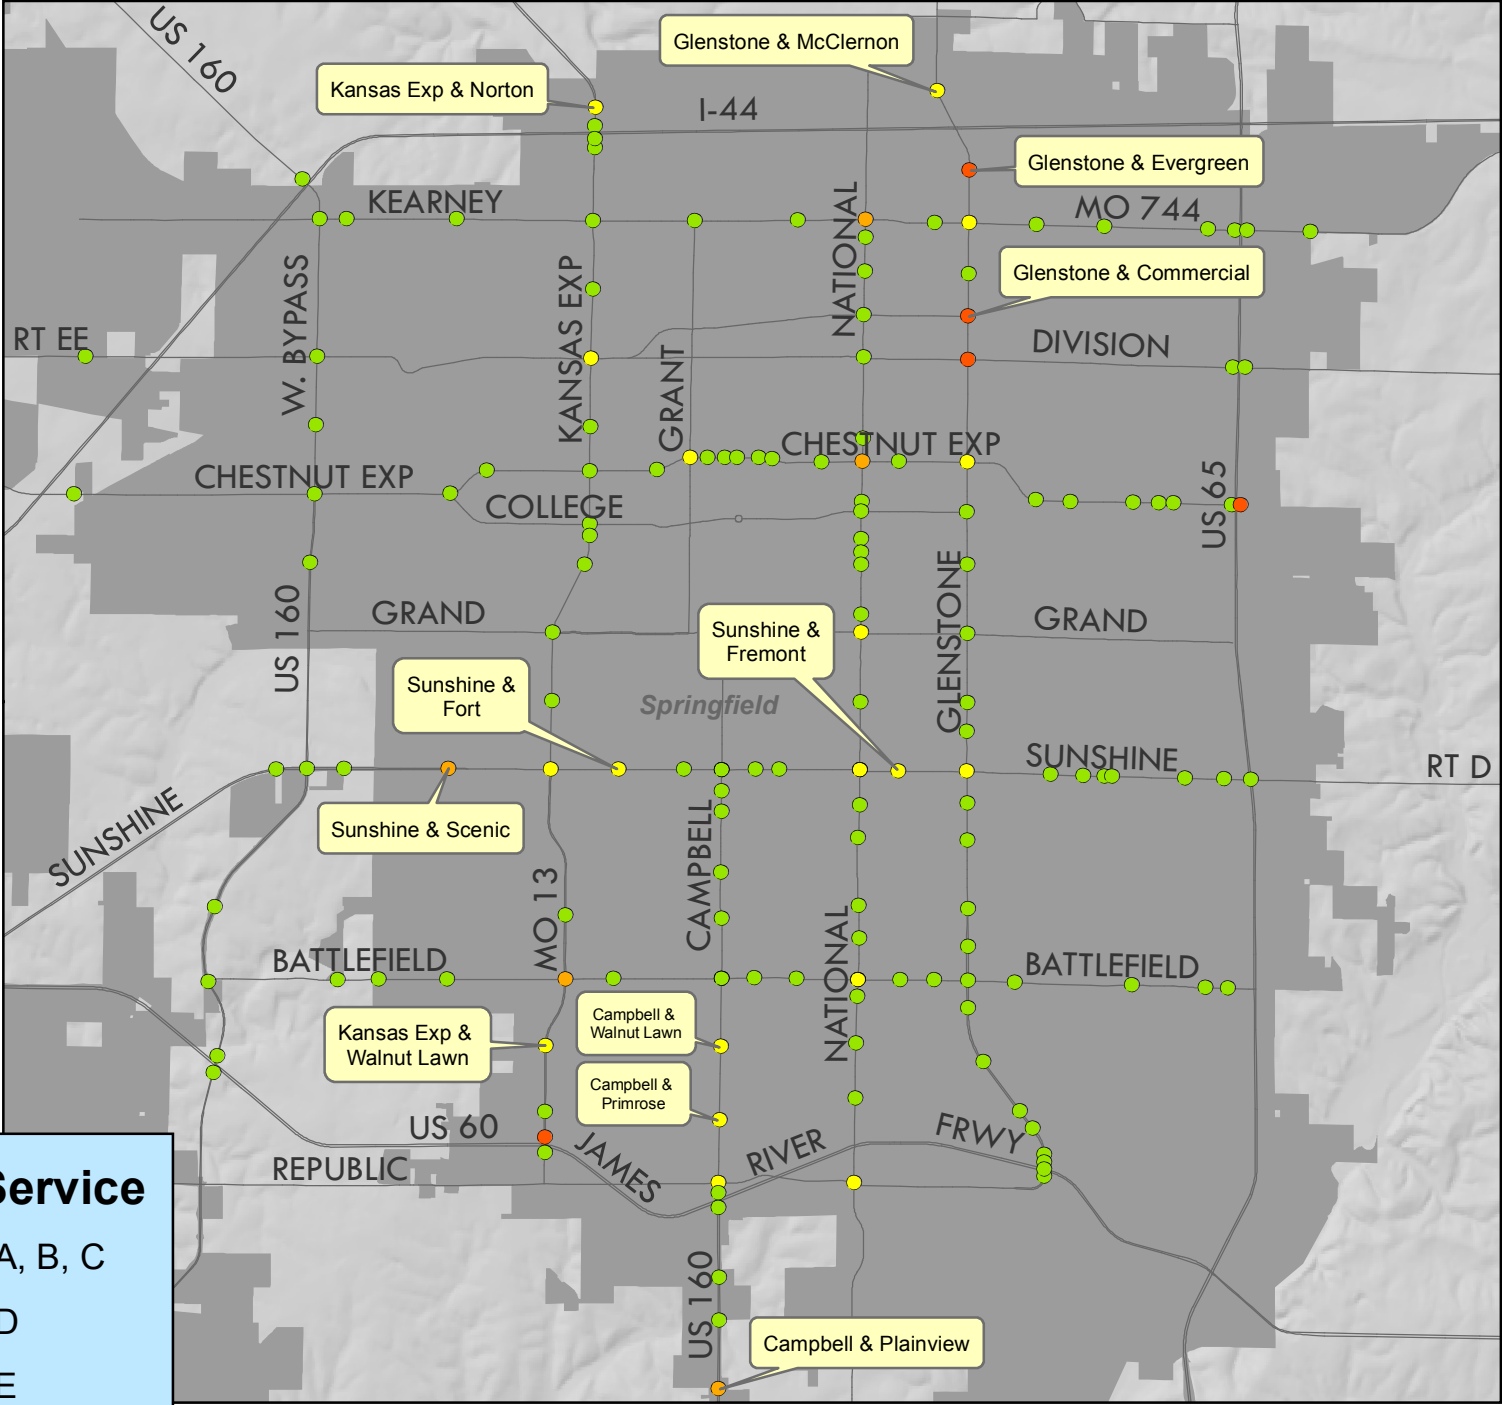 US 160
Glenstone & McClernon
Kansas Exp & Norton
I-44
Glenstone & Evergreen
KEARNEY
MO 744
NATIONAL
Glenstone & Commercial
W. BYPASS
KANSAS EXP
RT EE
DIVISION
GRANT
CHESTNUT EXP
CHESTNUT EXP
COLLEGE
US 65
GLENSTONE
US 160
GRAND
GRAND
Sunshine &
Fremont
Sunshine &
Fort
Springfield
SUNSHINE
RT D
SUNSHINE
Sunshine & Scenic
CAMPBELL
MO 13
NATIONAL
BATTLEFIELD
BATTLEFIELD
Kansas Exp &
Walnut Lawn
Campbell &
Walnut Lawn
Campbell &
Primrose
US 60
JAMES
RIVER
FRWY
REPUBLIC
Service
A, B, C
D
E
US 160
Campbell & Plainview